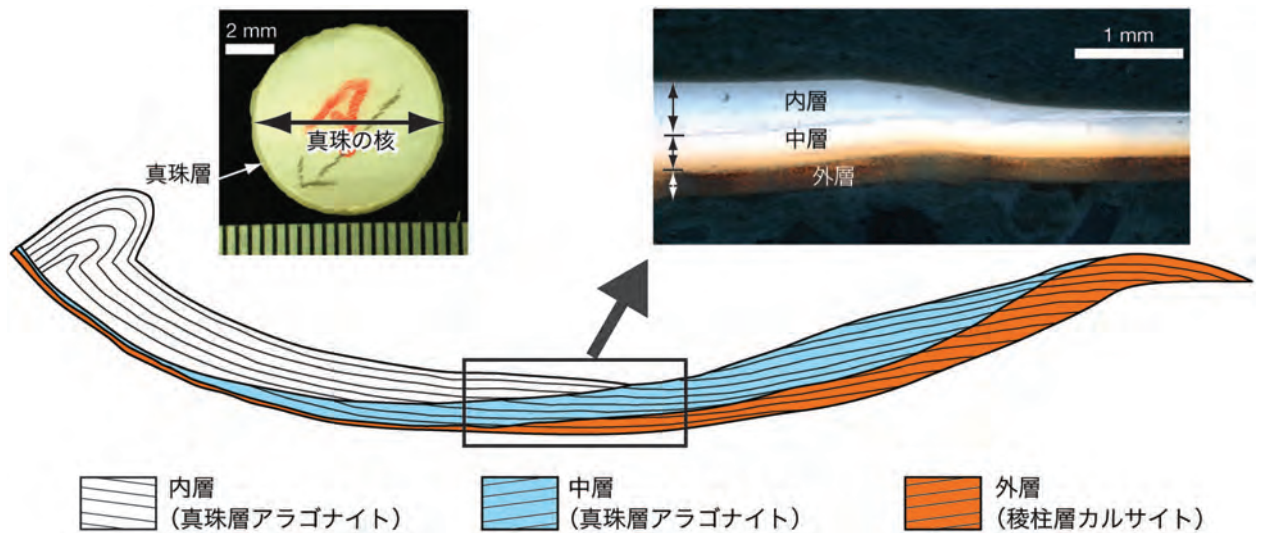 2 mm
真珠の核
真珠層
1 mm
内層
中層
外層
内層
(真珠層アラゴナイト)
中層
(真珠層アラゴナイト)
外層
(稜柱層カルサイト)